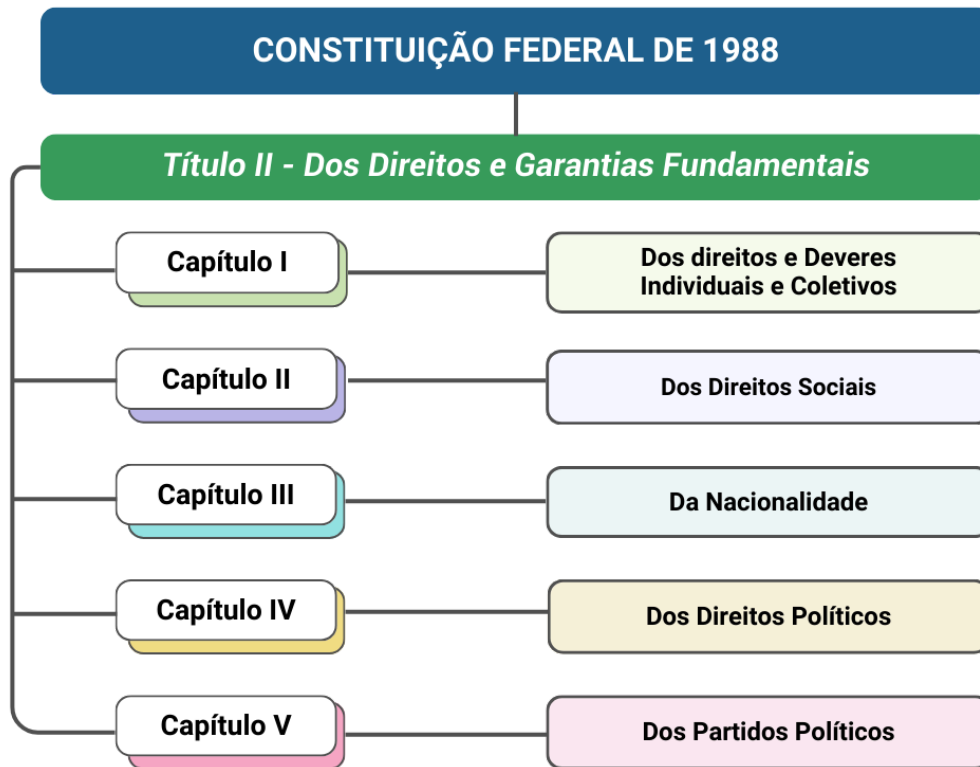 CONSTITUIÇÃO FEDERAL DE 1988
Título II - Dos Direitos e Garantias Fundamentais
Capítulo I
Dos direitos e Deveres
Individuais e Coletivos
Capítulo II
Dos Direitos Sociais
Capítulo III
Da Nacionalidade
Capítulo IV
Dos Direitos Políticos
Capítulo V
Dos Partidos Políticos